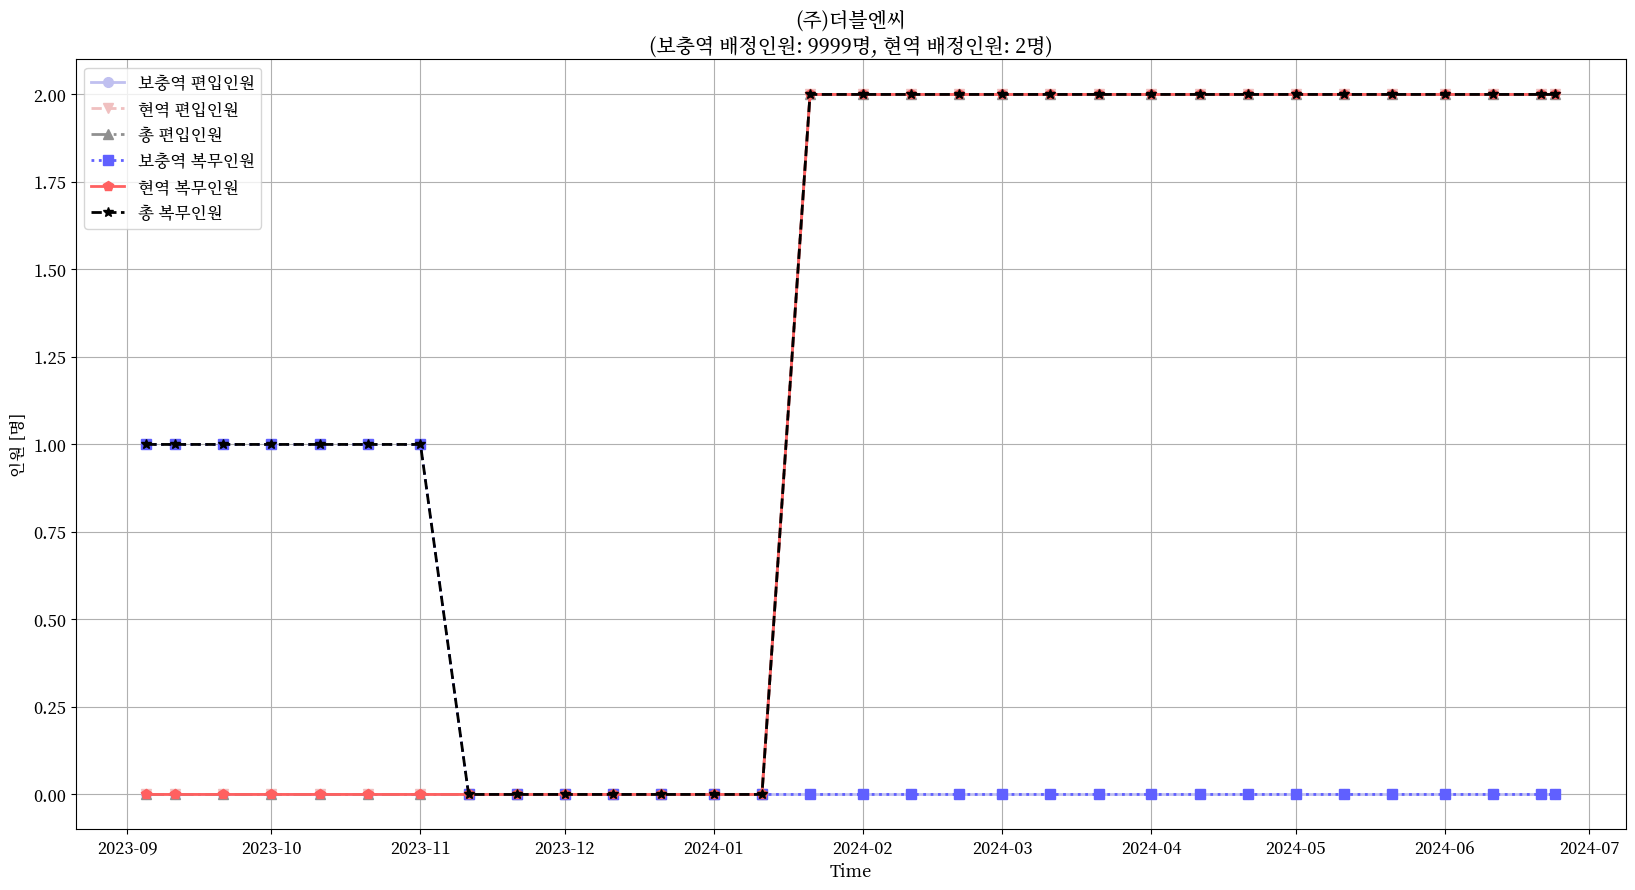 (주)더블엔씨
(보충역 배정인원: 9999명, 현역 배정인원: 2명)
보충역 편입인원
현역 편입인원
총 편입인원
보충역 복무인원
현역 복무인원
총 복무인원
2.00
1.75
1.50
1.25
1.00
0.75
0.50
0.25
0.00
인원 [명]
2023-09
2023-10
2023-11
2023-12
2024-01
2024-02
2024-03
2024-04
2024-05
2024-06
2024-07
Time